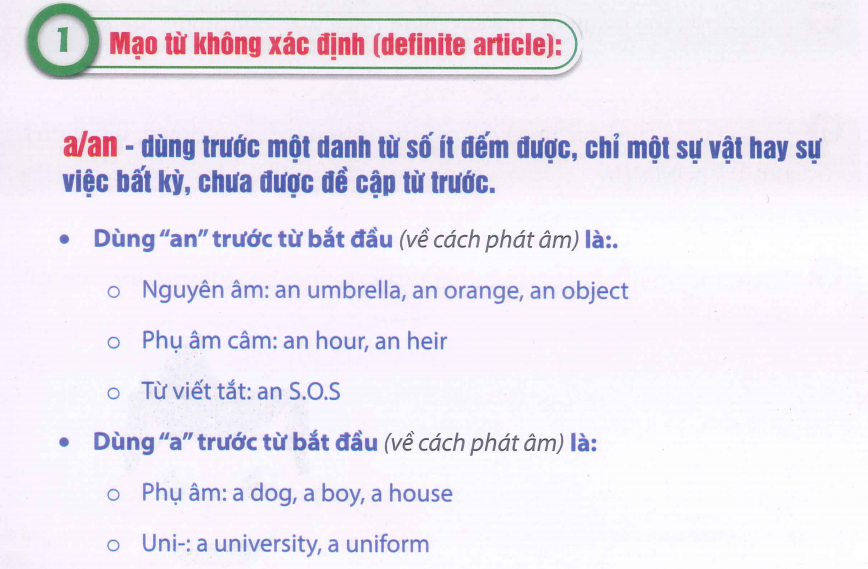 1
Mạo từ không xác định (definite article):
a/an - dùng trước một danh từ số ít đếm được, chỉ một sự vật hay sự
việc bất kỳ, chưa được đề cập từ trước.
• Dùng “an” trước từ bắt đầu (về cách phát âm) là:.
o Nguyên âm: an umbrella, an orange, an object
o Phụ âm câm: an hour, an heir
o Từ viết tắt: an S.O.S
• Dùng “a” trước từ bắt đầu (về cách phát âm) là:
o Phụ âm: a dog, a boy, a house
o Uni-: a university, a uniform